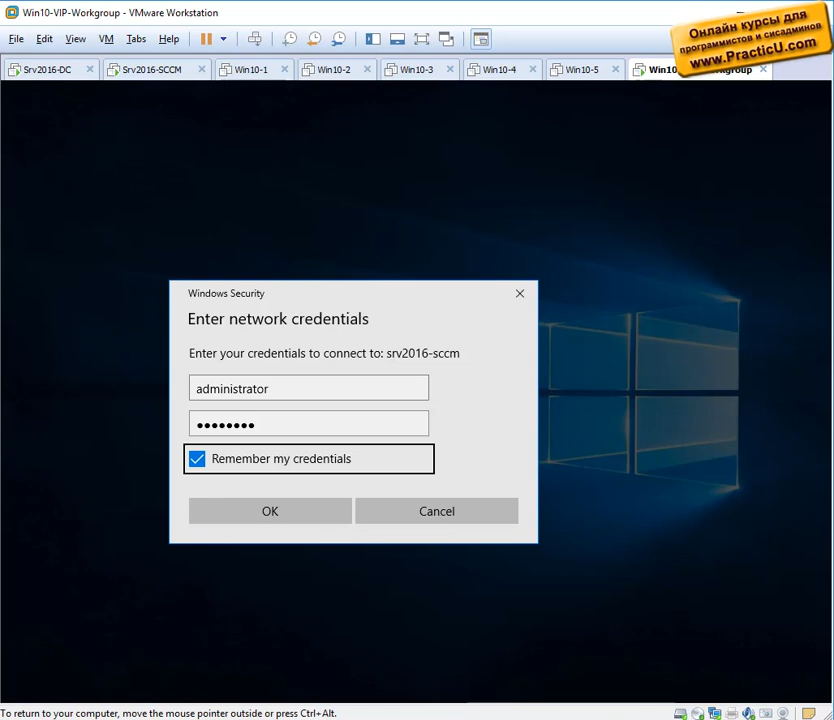 Win10-VIP-Workgroup - VMware Workstation
File Edit View VM Tabs Help
Онлайн курсы для
программистов и сисадминов
www.PracticU.com
Srv2016-DC Srv2016-SCCM Win10-1 Win10-2 Win10-3 Win10-4 Win10-5 Win10 group
Windows Security
Enter network credentials
Enter your credentials to connect to: srv2016-sccm
administrator
••••••••
Remember my credentials
OK Cancel
To return to your computer, move the mouse pointer outside or press Ctrl+Alt.